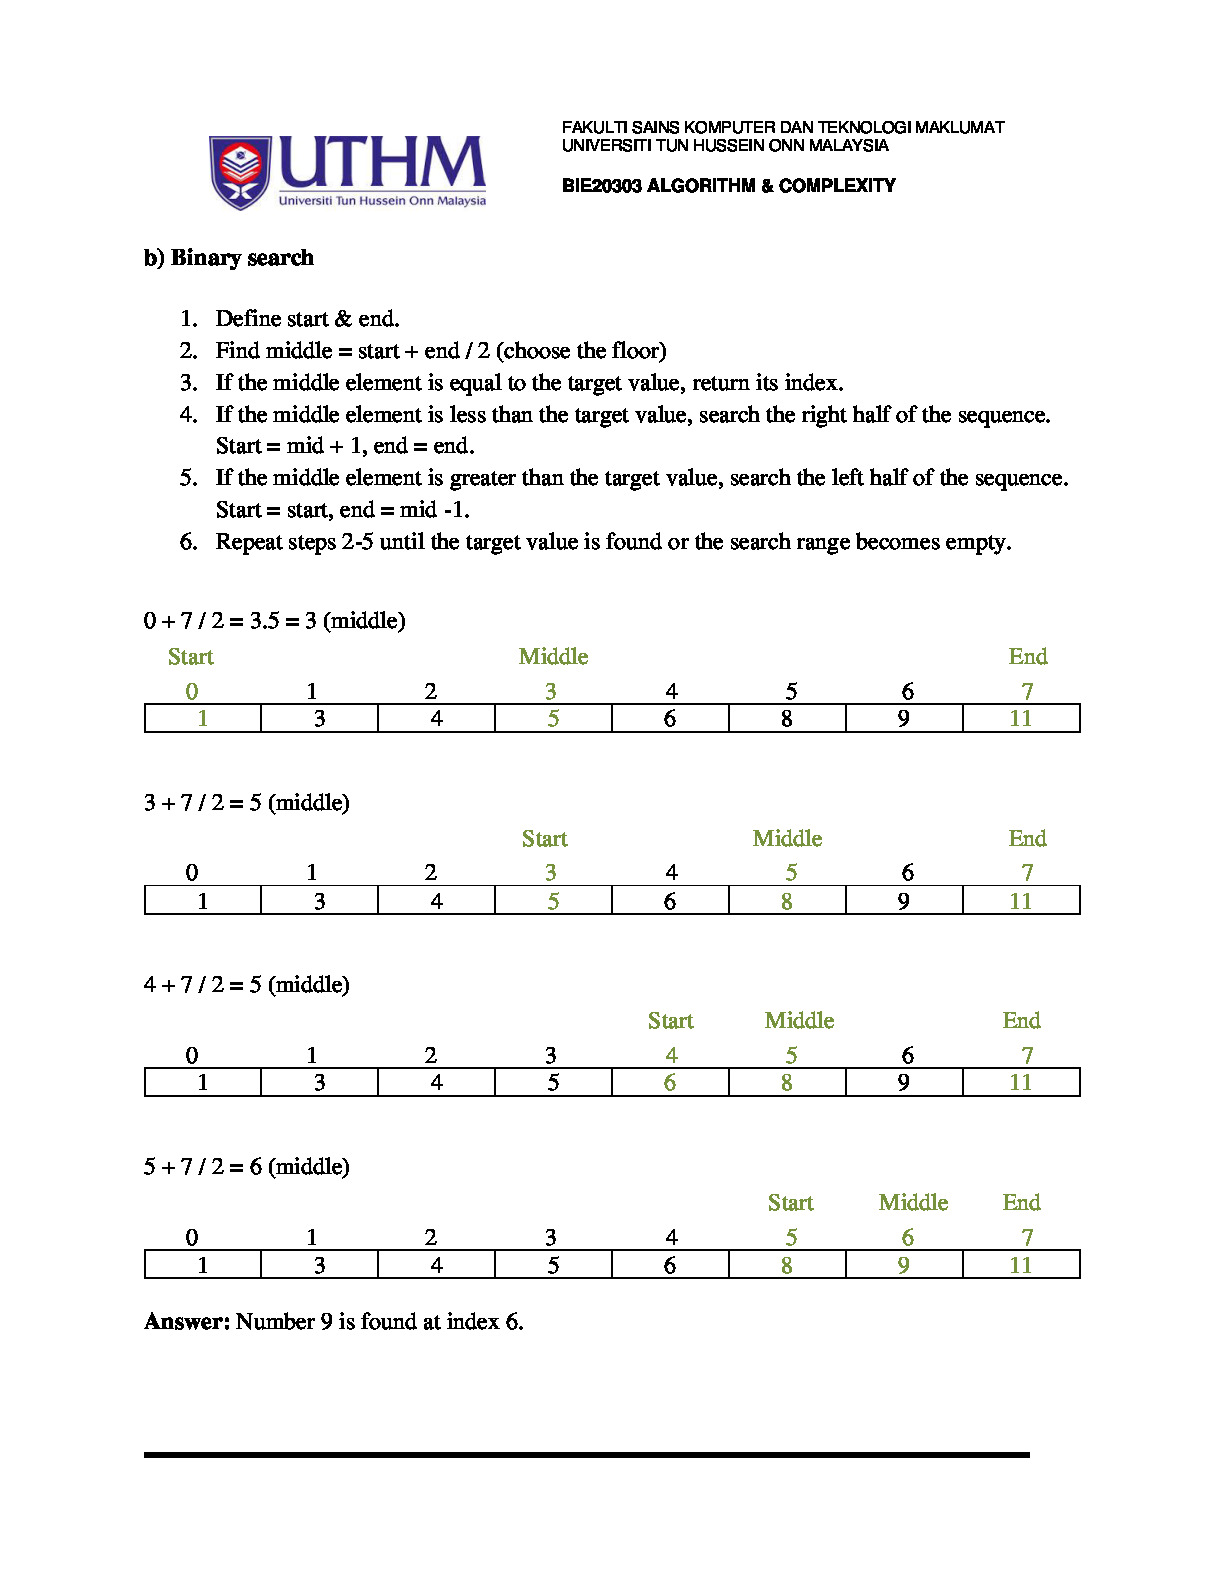 UTHM
Universiti Tun Hussein Onn Malaysia
FAKULTI SAINS KOMPUTER DAN TEKNOLOGI MAKLUMAT
UNIVERSITI TUN HUSSEIN ONN MALAYSIA
BIE20303 ALGORITHM & COMPLEXITY
b) Binary search
1. Define start & end.
2. Find middle = start + end / 2 (choose the floor)
3. If the middle element is equal to the target value, return its index.
4. If the middle element is less than the target value, search the right half of the sequence.
Start = mid + 1, end = end.
5. If the middle element is greater than the target value, search the left half of the sequence.
Start = start, end = mid -1.
6. Repeat steps 2-5 until the target value is found or the search range becomes empty.
0 + 7 / 2 = 3.5 = 3 (middle)
Start Middle End
0 1 2 3 4 5 6 7
1 3 4 5 6 8 9 11
3 + 7 / 2 = 5 (middle)
Start Middle End
0 1 2 3 4 5 6 7
1 3 4 5 6 8 9 11
4 + 7 / 2 = 5 (middle)
Start Middle End
0 1 2 3 4 5 6 7
1 3 4 5 6 8 9 11
5 + 7 / 2 = 6 (middle)
Start Middle End
0 1 2 3 4 5 6 7
1 3 4 5 6 8 9 11
Answer: Number 9 is found at index 6.